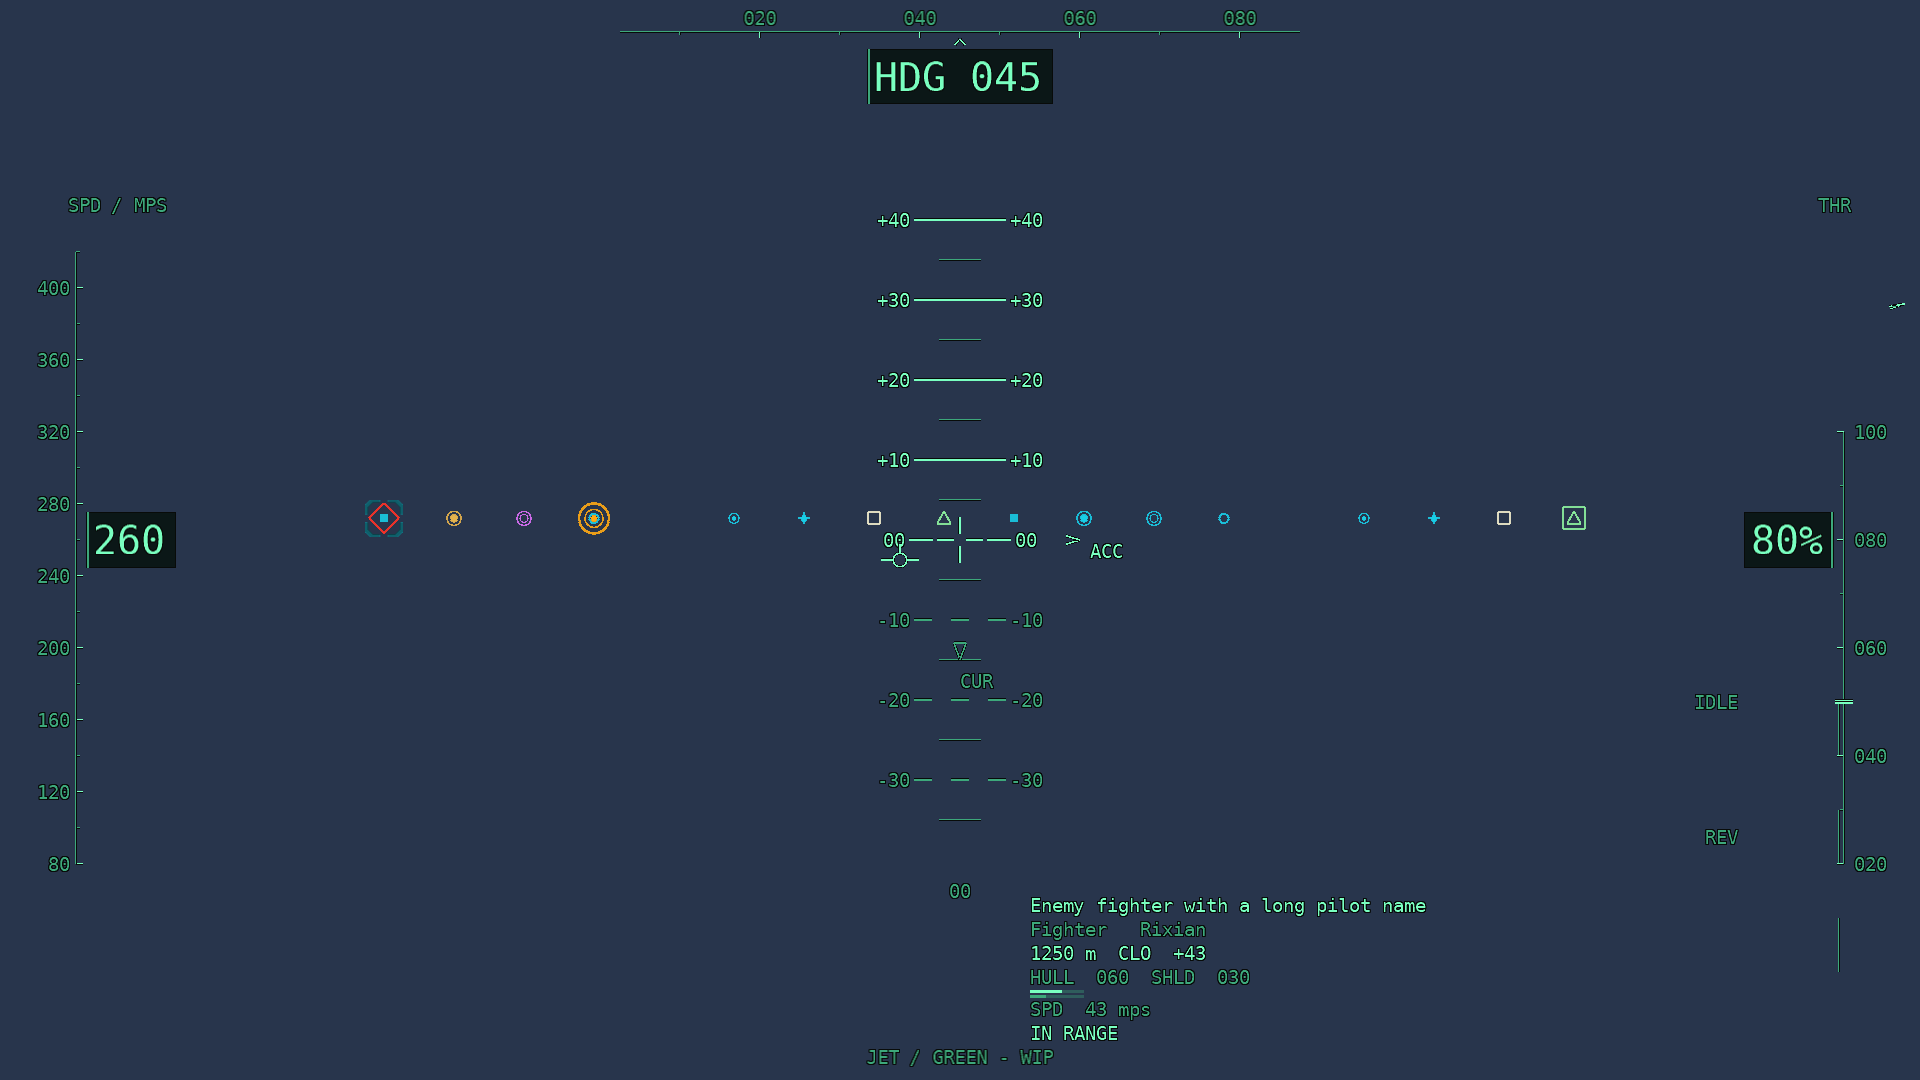 020 040 060 080
HDG 045
SPD / MPS
THR
+40 +40
400
+30 +30
360
+20 +20
320 100
+10 +10
280
260
00 00
ACC
80%
080
240
-10 -10
200 060
CUR
-20 -20
IDLE
160
040
-30 -30
120
REV
80 020
00
Enemy fighter with a long pilot name
Fighter Rixian
1250 m CLO +43
HULL 060 SHLD 030
SPD 43 mps
IN RANGE
JET / GREEN - WIP